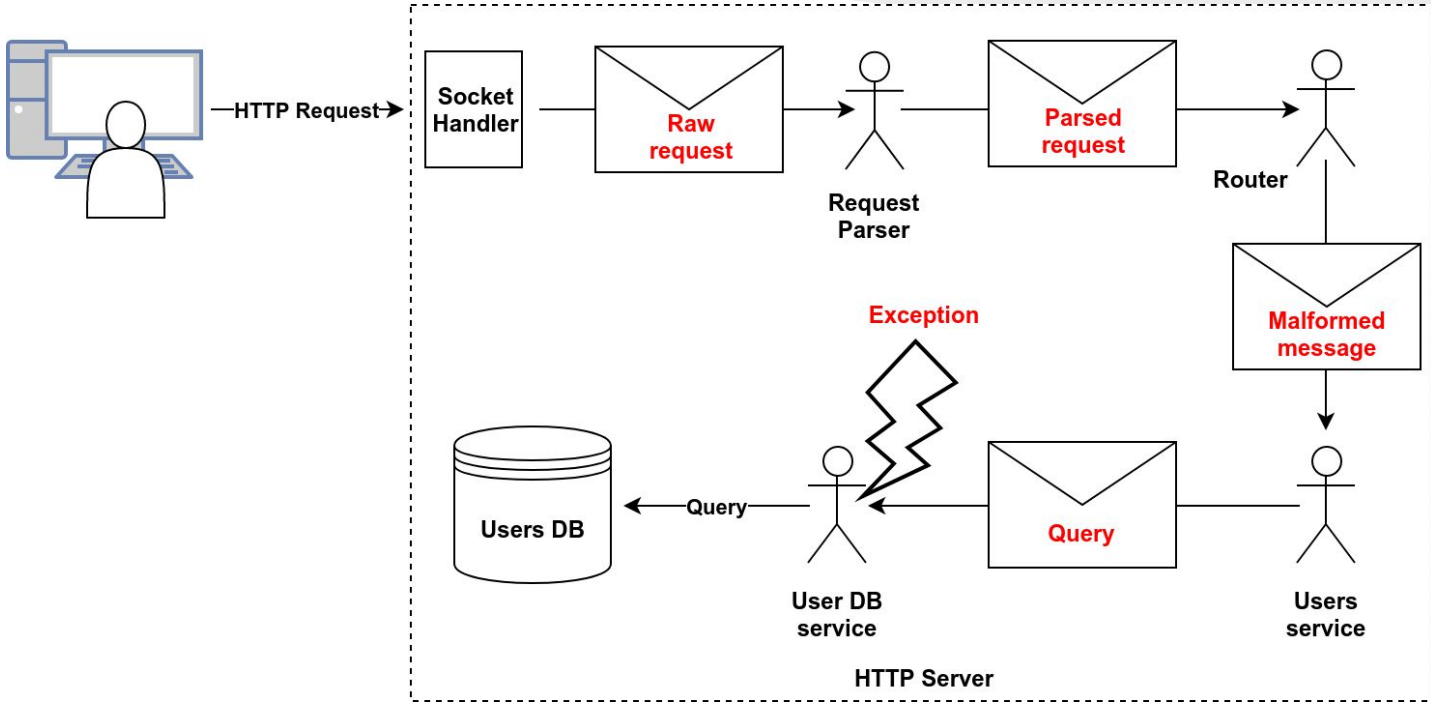 HTTP Request
Socket
Handler
Raw
request
Request
Parser
Parsed
request
Router
Malformed
message
Exception
Users DB
Query
User DB
service
Query
Users
service
HTTP Server